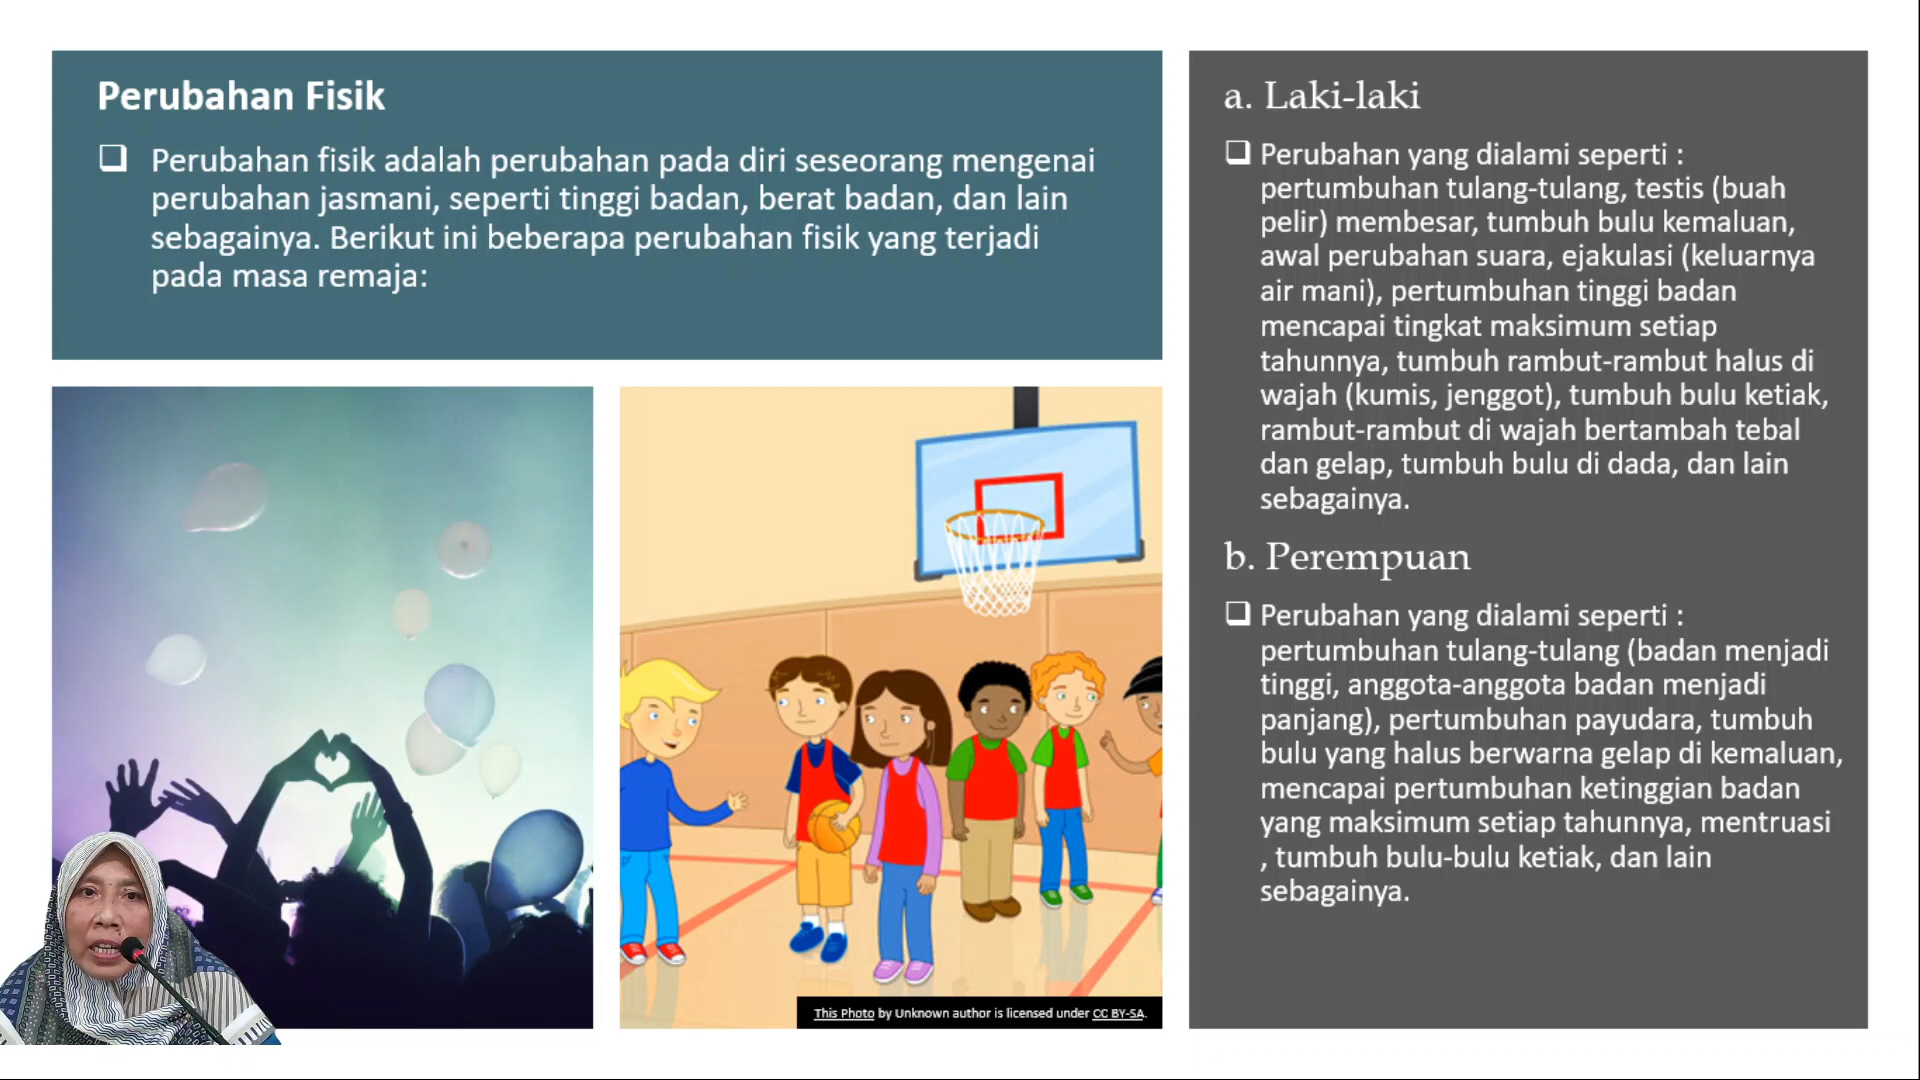 Perubahan Fisik
Perubahan fisik adalah perubahan pada diri seseorang mengenai
perubahan jasmani, seperti tinggi badan, berat badan, dan lain
sebagainya. Berikut ini beberapa perubahan fisik yang terjadi
pada masa remaja:
a. Laki-laki
Perubahan yang dialami seperti :
pertumbuhan tulang-tulang, testis (buah
pelir) membesar, tumbuh bulu kemaluan,
awal perubahan suara, ejakulasi (keluarnya
air mani), pertumbuhan tinggi badan
mencapai tingkat maksimum setiap
tahunnya, tumbuh rambut-rambut halus di
wajah (kumis, jenggot), tumbuh bulu ketiak,
rambut-rambut di wajah bertambah tebal
dan gelap, tumbuh bulu di dada, dan lain
sebagainya.
b. Perempuan
Perubahan yang dialami seperti :
pertumbuhan tulang-tulang (badan menjadi
tinggi, anggota-anggota badan menjadi
panjang), pertumbuhan payudara, tumbuh
bulu yang halus berwarna gelap di kemaluan,
mencapai pertumbuhan ketinggian badan
yang maksimum setiap tahunnya, mentruasi
, tumbuh bulu-bulu ketiak, dan lain
sebagainya.
This Photo by Unknown author is licensed under CC BY-SA.